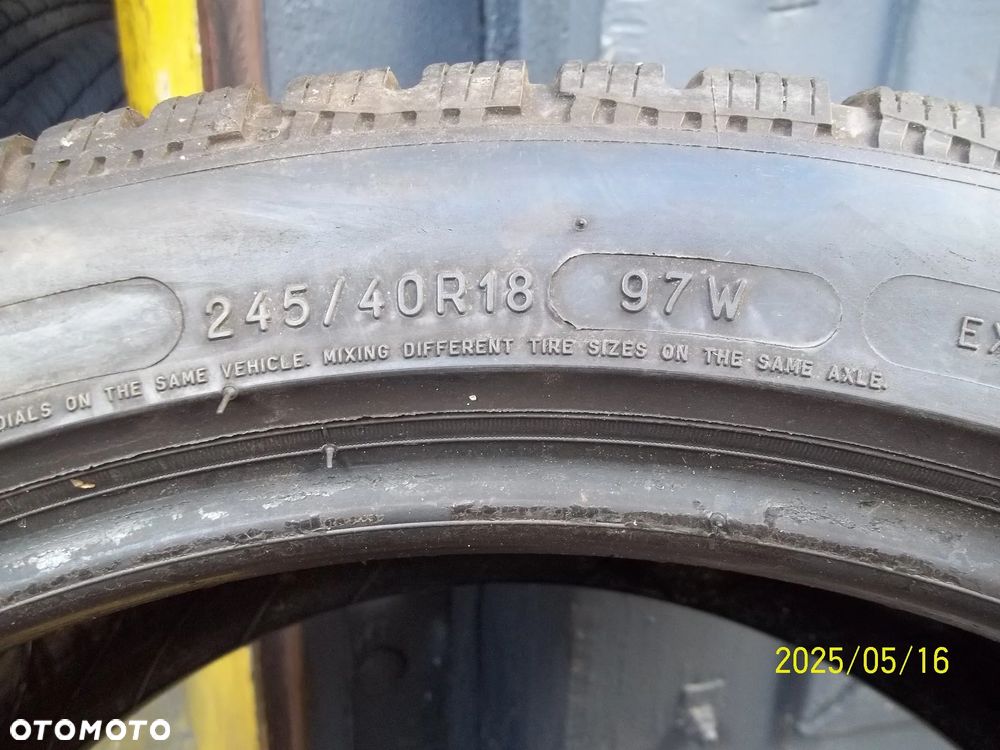 245/40R18 97W
EX
DIALS ON THE SAME VEHICLE. MIXING DIFFERENT TIRE SIZES ON THE SAME AXLE.
2025/05/16
OTOMOTO